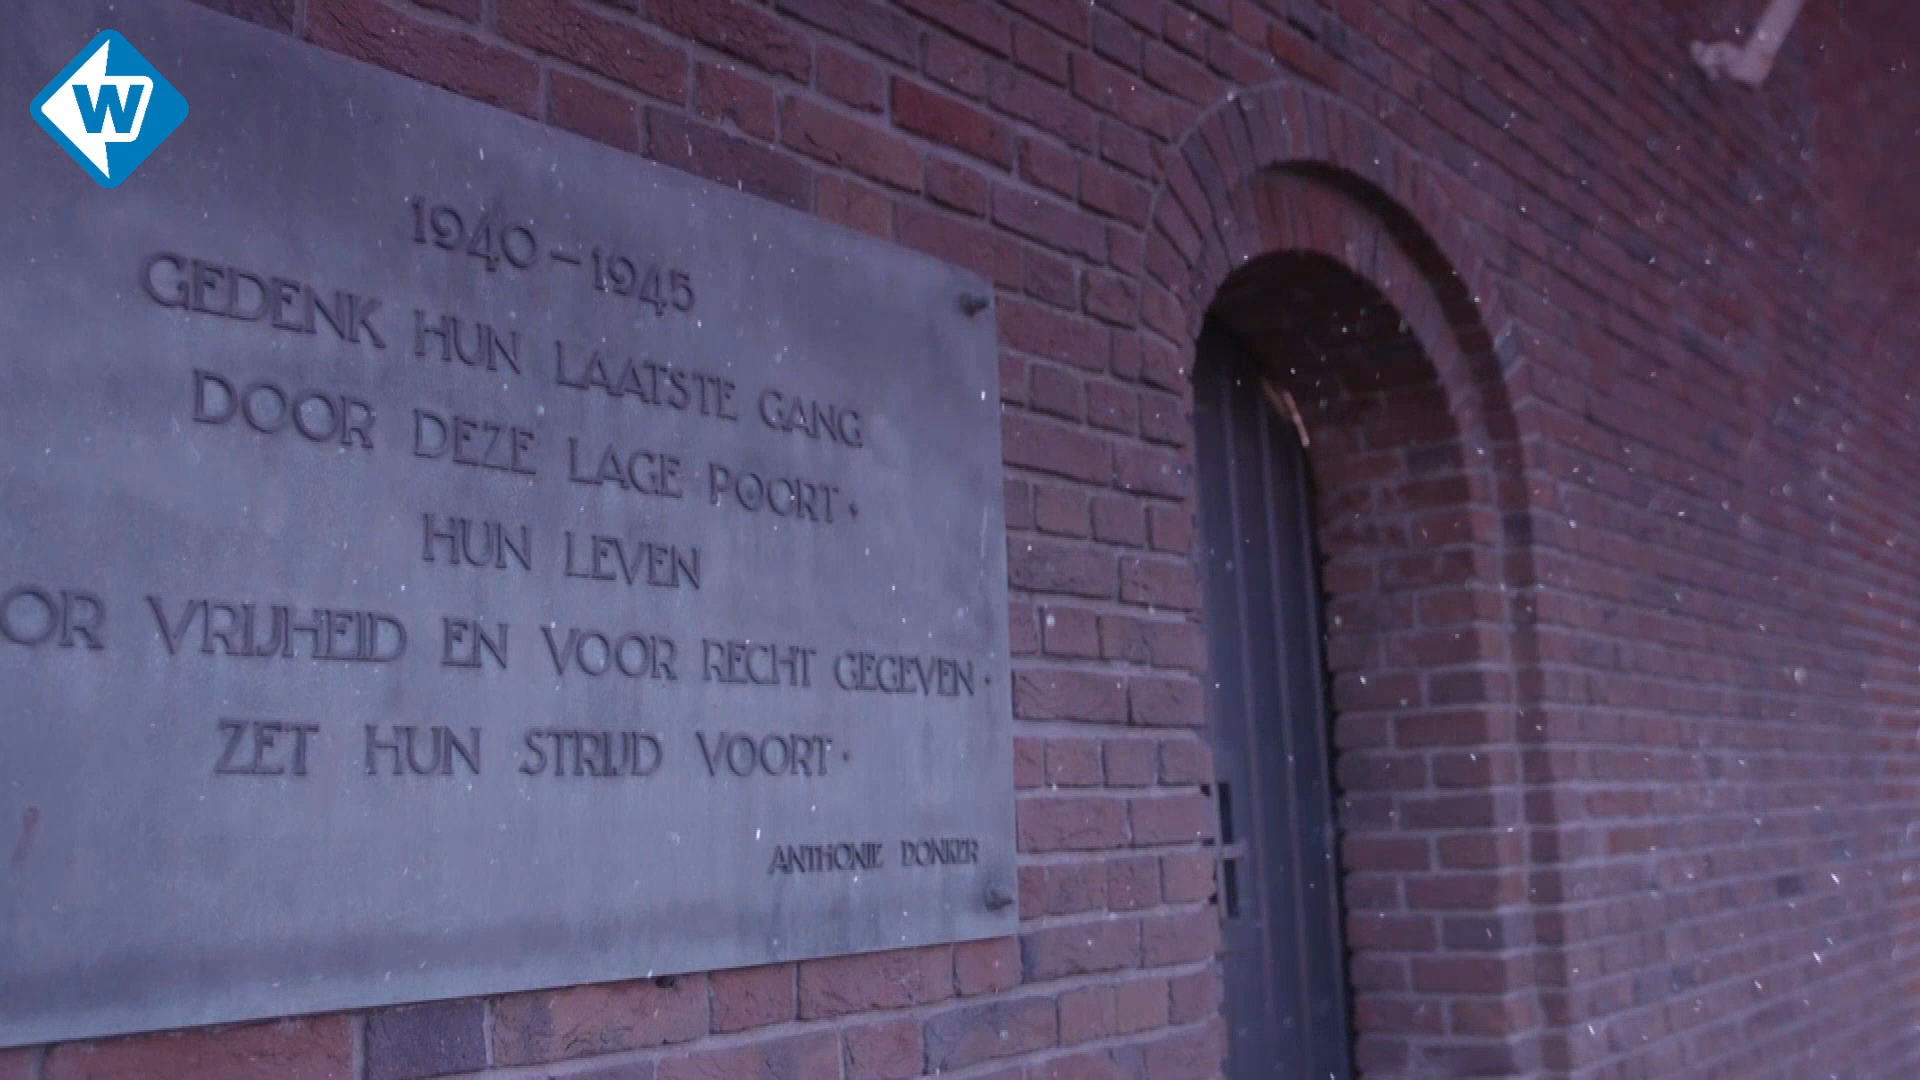 W
1940–1945
GEDENK HUN LAATSTE GANG
DOOR DEZE LAGE POORT·
HUN LEVEN
OR VRIJHEID EN VOOR RECHT GEGEVEN·
ZET HUN STRIJD VOORT·
ANTHONIE DONKER